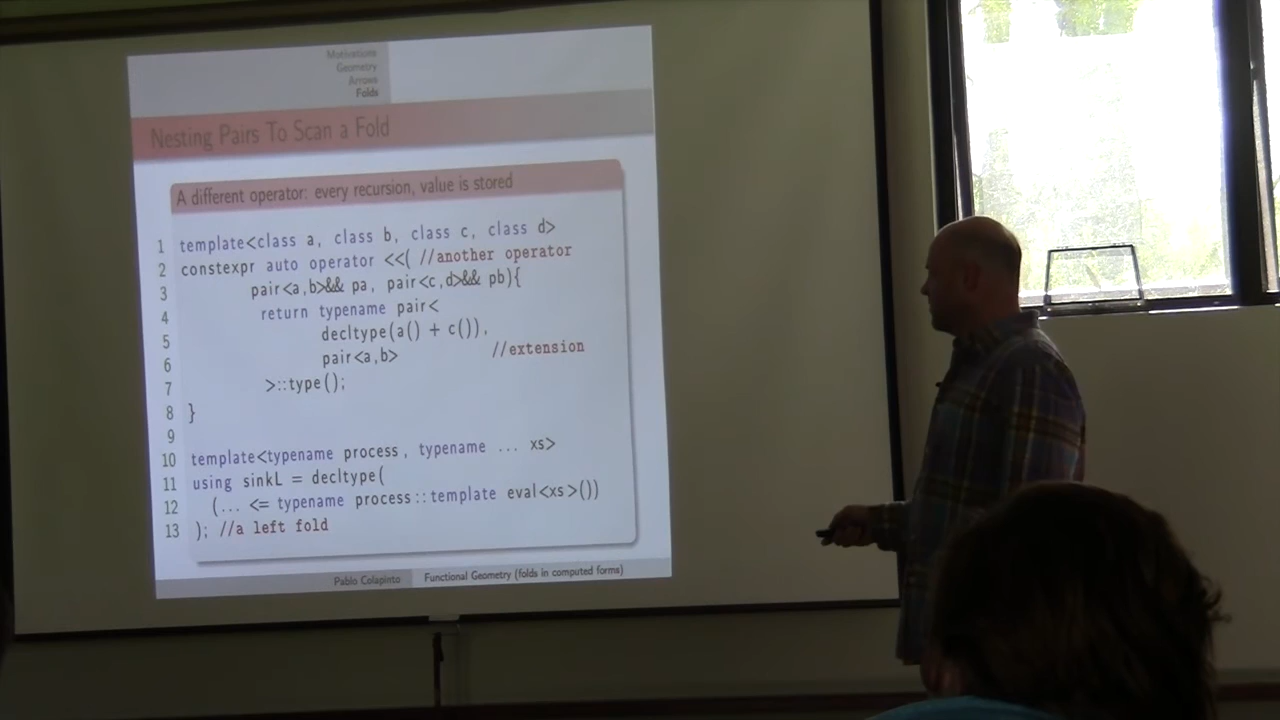 Motivations
Geometry
Arrows
Folds
Nesting Pairs To Scan a Fold
A different operator: every recursion, value is stored
1 template<class a, class b, class c, class d>
2 constexpr auto operator <<( //another operator
3 pair<a,b>&& pa, pair<c,d>&& pb){
4 return typename pair<
5 decltype(a() + c()),
6 pair<a,b> //extension
7 >::type();
8 }
9
10 template<typename process, typename ... xs>
11 using sinkL = decltype(
12 (... <= typename process::template eval<xs>())
13 ); //a left fold
Pablo Colapinto Functional Geometry (folds in computed forms)